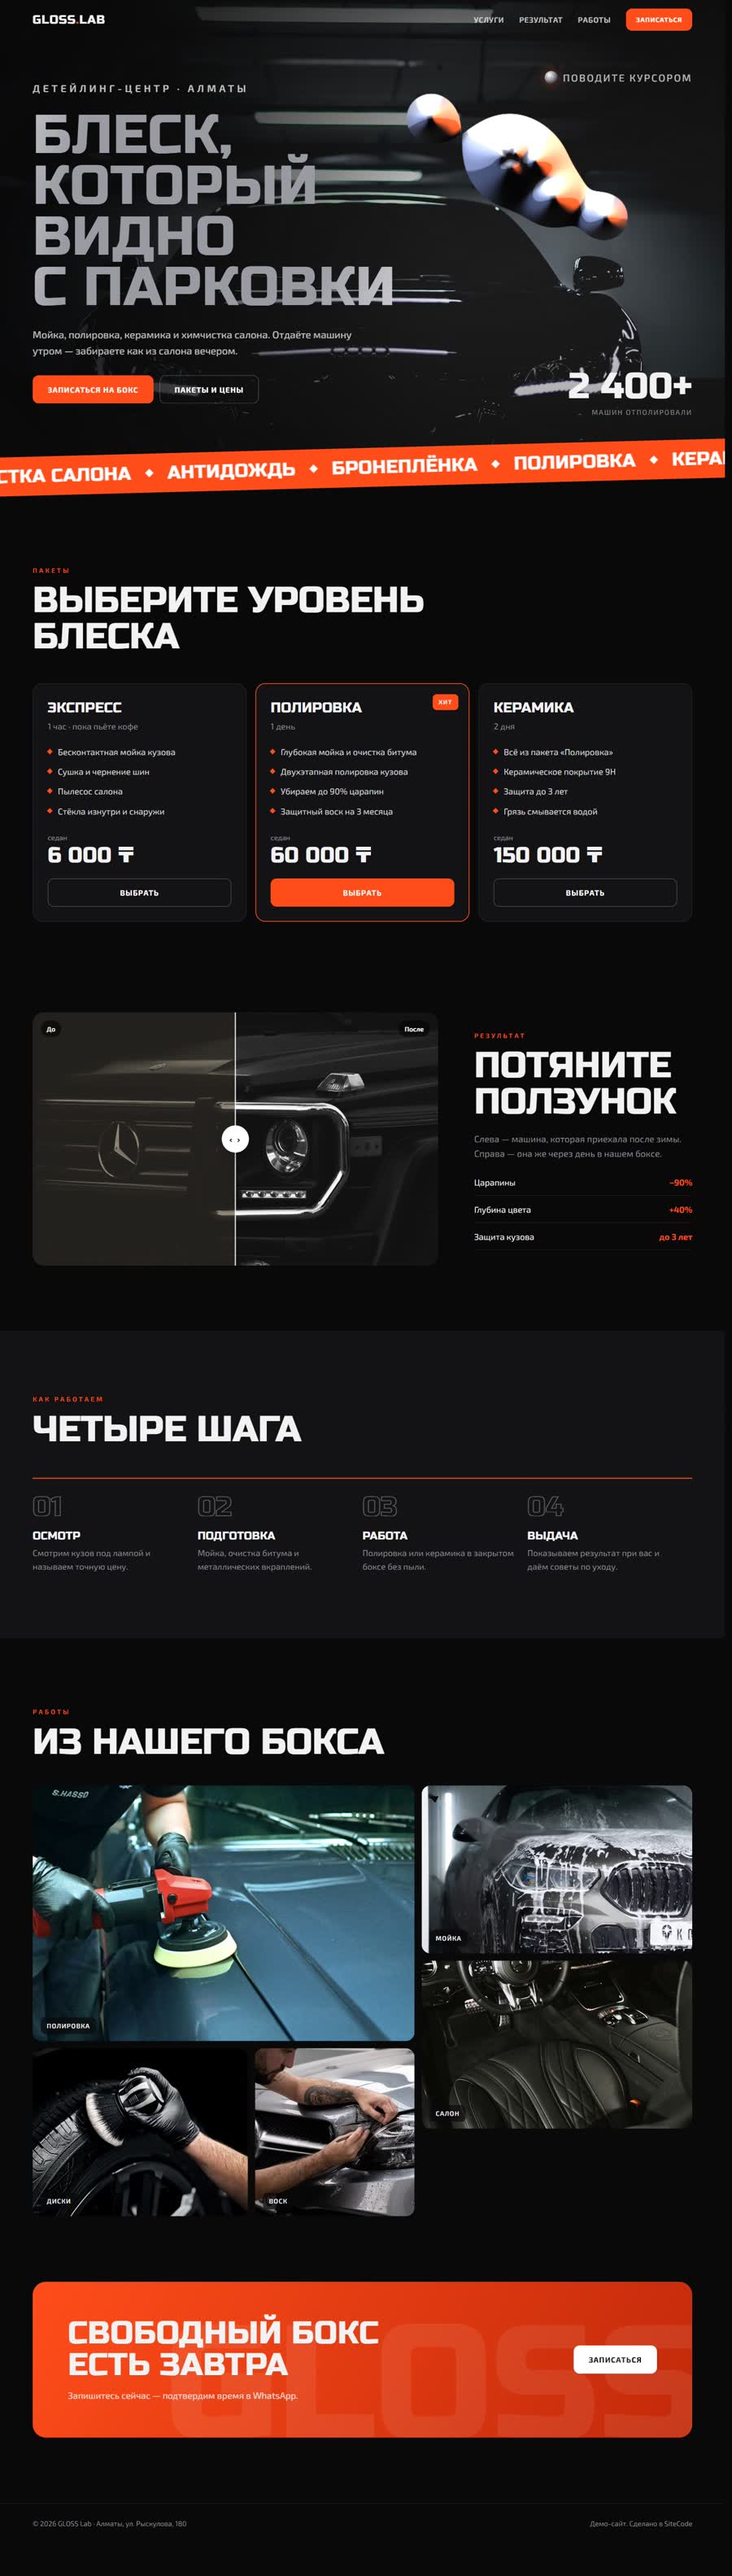 GLOSS.LAB
УСЛУГИ
РЕЗУЛЬТАТ
РАБОТЫ
ЗАПИСАТЬСЯ
ПОВОДИТЕ КУРСОРОМ
ДЕТЕЙЛИНГ-ЦЕНТР · АЛМАТЫ
БЛЕСК,
КОТОРЫЙ
ВИДНО
С ПАРКОВКИ
Мойка, полировка, керамика и химчистка салона. Отдаёте машину
утром — забираете как из салона вечером.
ЗАПИСАТЬСЯ НА БОКС
ПАКЕТЫ И ЦЕНЫ
2 400+
МАШИН ОТПОЛИРОВАЛИ
СТКА САЛОНА ◆ АНТИДОЖДЬ ◆ БРОНЕПЛЁНКА ◆ ПОЛИРОВКА ◆ КЕРА
ПАКЕТЫ
ВЫБЕРИТЕ УРОВЕНЬ
БЛЕСКА
ЭКСПРЕСС
1 час · пока пьёте кофе
Бесконтактная мойка кузова
Сушка и чернение шин
Пылесос салона
Стёкла изнутри и снаружи
седан
6 000 ₸
ВЫБРАТЬ
ПОЛИРОВКА
ХИТ
1 день
Глубокая мойка и очистка битума
Двухэтапная полировка кузова
Убираем до 90% царапин
Защитный воск на 3 месяца
седан
60 000 ₸
ВЫБРАТЬ
КЕРАМИКА
2 дня
Всё из пакета «Полировка»
Керамическое покрытие 9H
Защита до 3 лет
Грязь смывается водой
седан
150 000 ₸
ВЫБРАТЬ
До
После
РЕЗУЛЬТАТ
ПОТЯНИТЕ
ПОЛЗУНОК
Слева — машина, которая приехала после зимы.
Справа — она же через день в нашем боксе.
Царапины −90%
Глубина цвета +40%
Защита кузова до 3 лет
КАК РАБОТАЕМ
ЧЕТЫРЕ ШАГА
01
ОСМОТР
Смотрим кузов под лампой и
называем точную цену.
02
ПОДГОТОВКА
Мойка, очистка битума и
металлических вкраплений.
03
РАБОТА
Полировка или керамика в закрытом
боксе без пыли.
04
ВЫДАЧА
Показываем результат при вас и
даём советы по уходу.
РАБОТЫ
ИЗ НАШЕГО БОКСА
S.HASSO
ПОЛИРОВКА
МОЙКА
САЛОН
ДИСКИ
ВОСК
GLOSS
СВОБОДНЫЙ БОКС
ЕСТЬ ЗАВТРА
Запишитесь сейчас — подтвердим время в WhatsApp.
ЗАПИСАТЬСЯ
© 2026 GLOSS Lab · Алматы, ул. Рыскулова, 180
Демо-сайт. Сделано в SiteCode